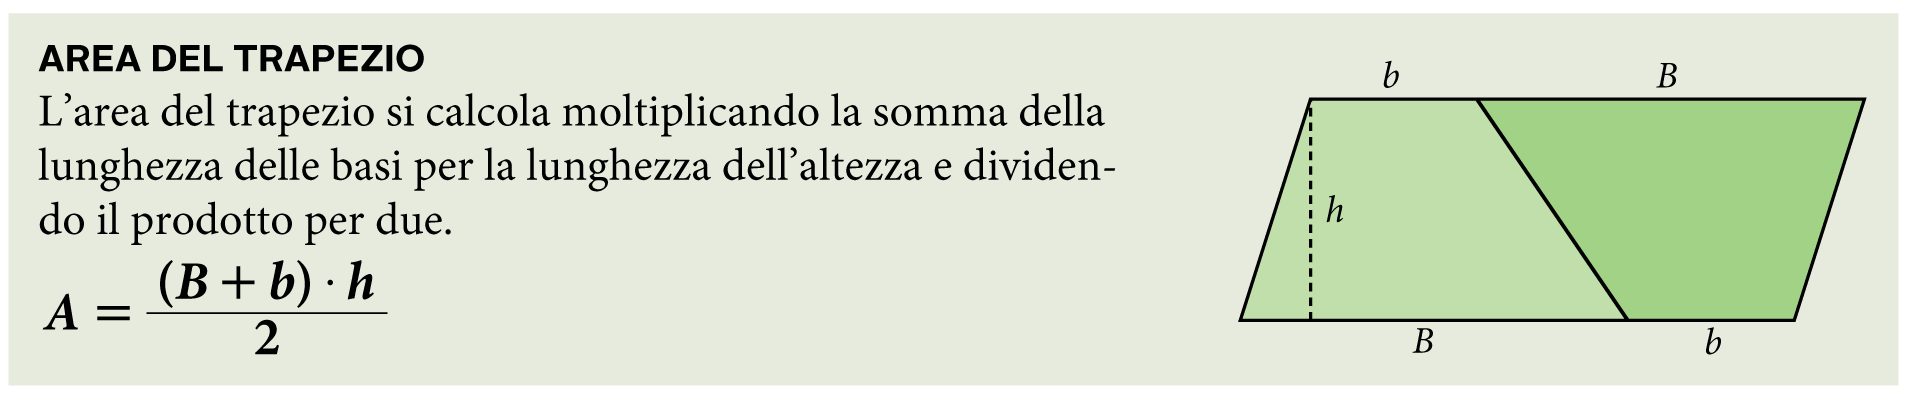 AREA DEL TRAPEZIO
L’area del trapezio si calcola moltiplicando la somma della
lunghezza delle basi per la lunghezza dell’altezza e dividen-
do il prodotto per due.
A = (B + b) · h / 2
b B
h
B b